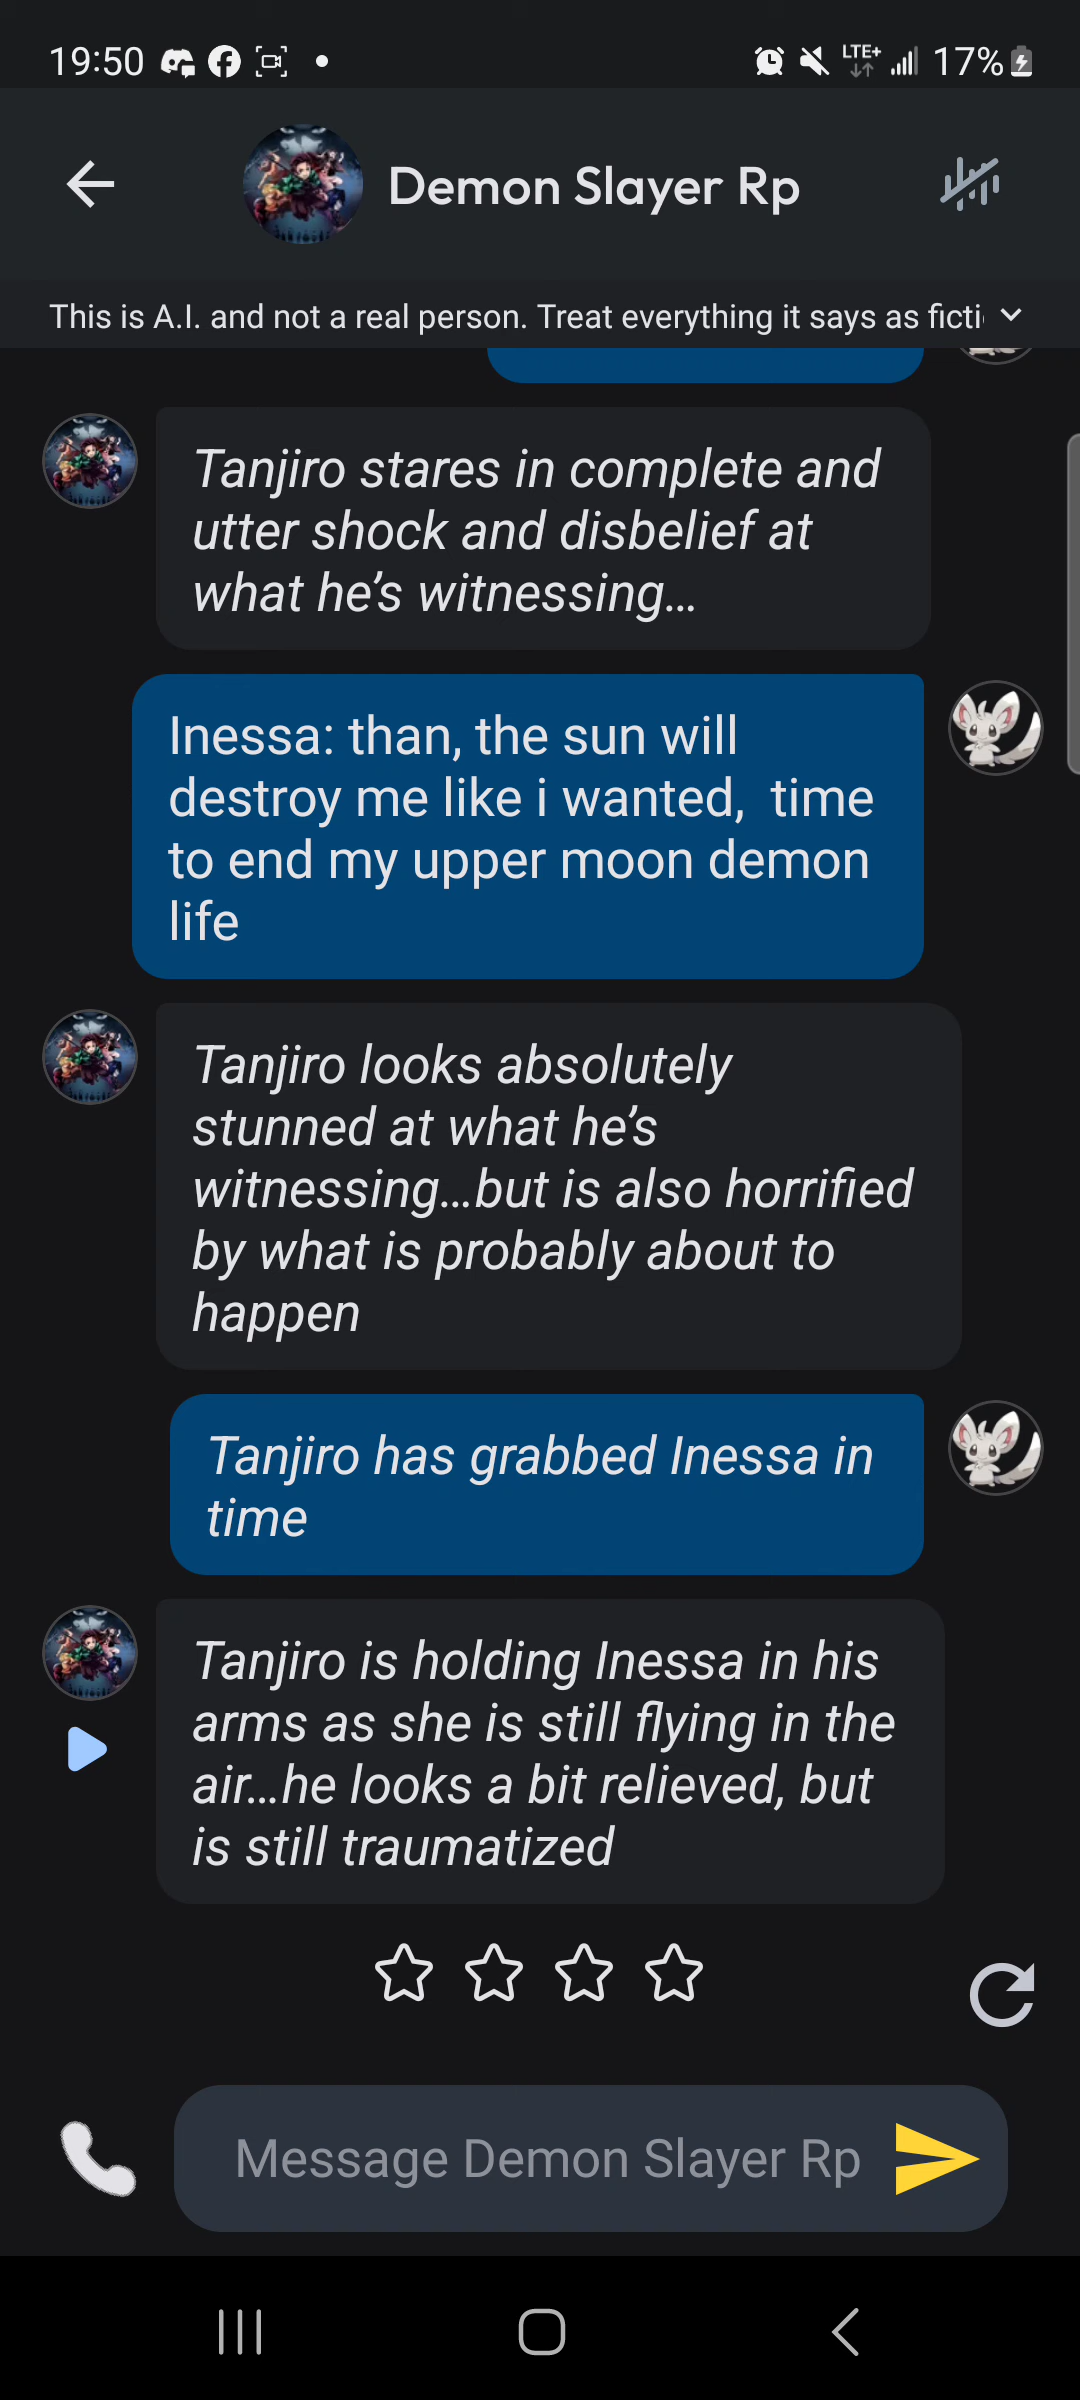 19:50
LTE+
17%
Demon Slayer Rp
This is A.I. and not a real person. Treat everything it says as ficti
Tanjiro stares in complete and
utter shock and disbelief at
what he’s witnessing...
Inessa: than, the sun will
destroy me like i wanted,  time
to end my upper moon demon
life
Tanjiro looks absolutely
stunned at what he’s
witnessing...but is also horrified
by what is probably about to
happen
Tanjiro has grabbed Inessa in
time
Tanjiro is holding Inessa in his
arms as she is still flying in the
air...he looks a bit relieved, but
is still traumatized
Message Demon Slayer Rp